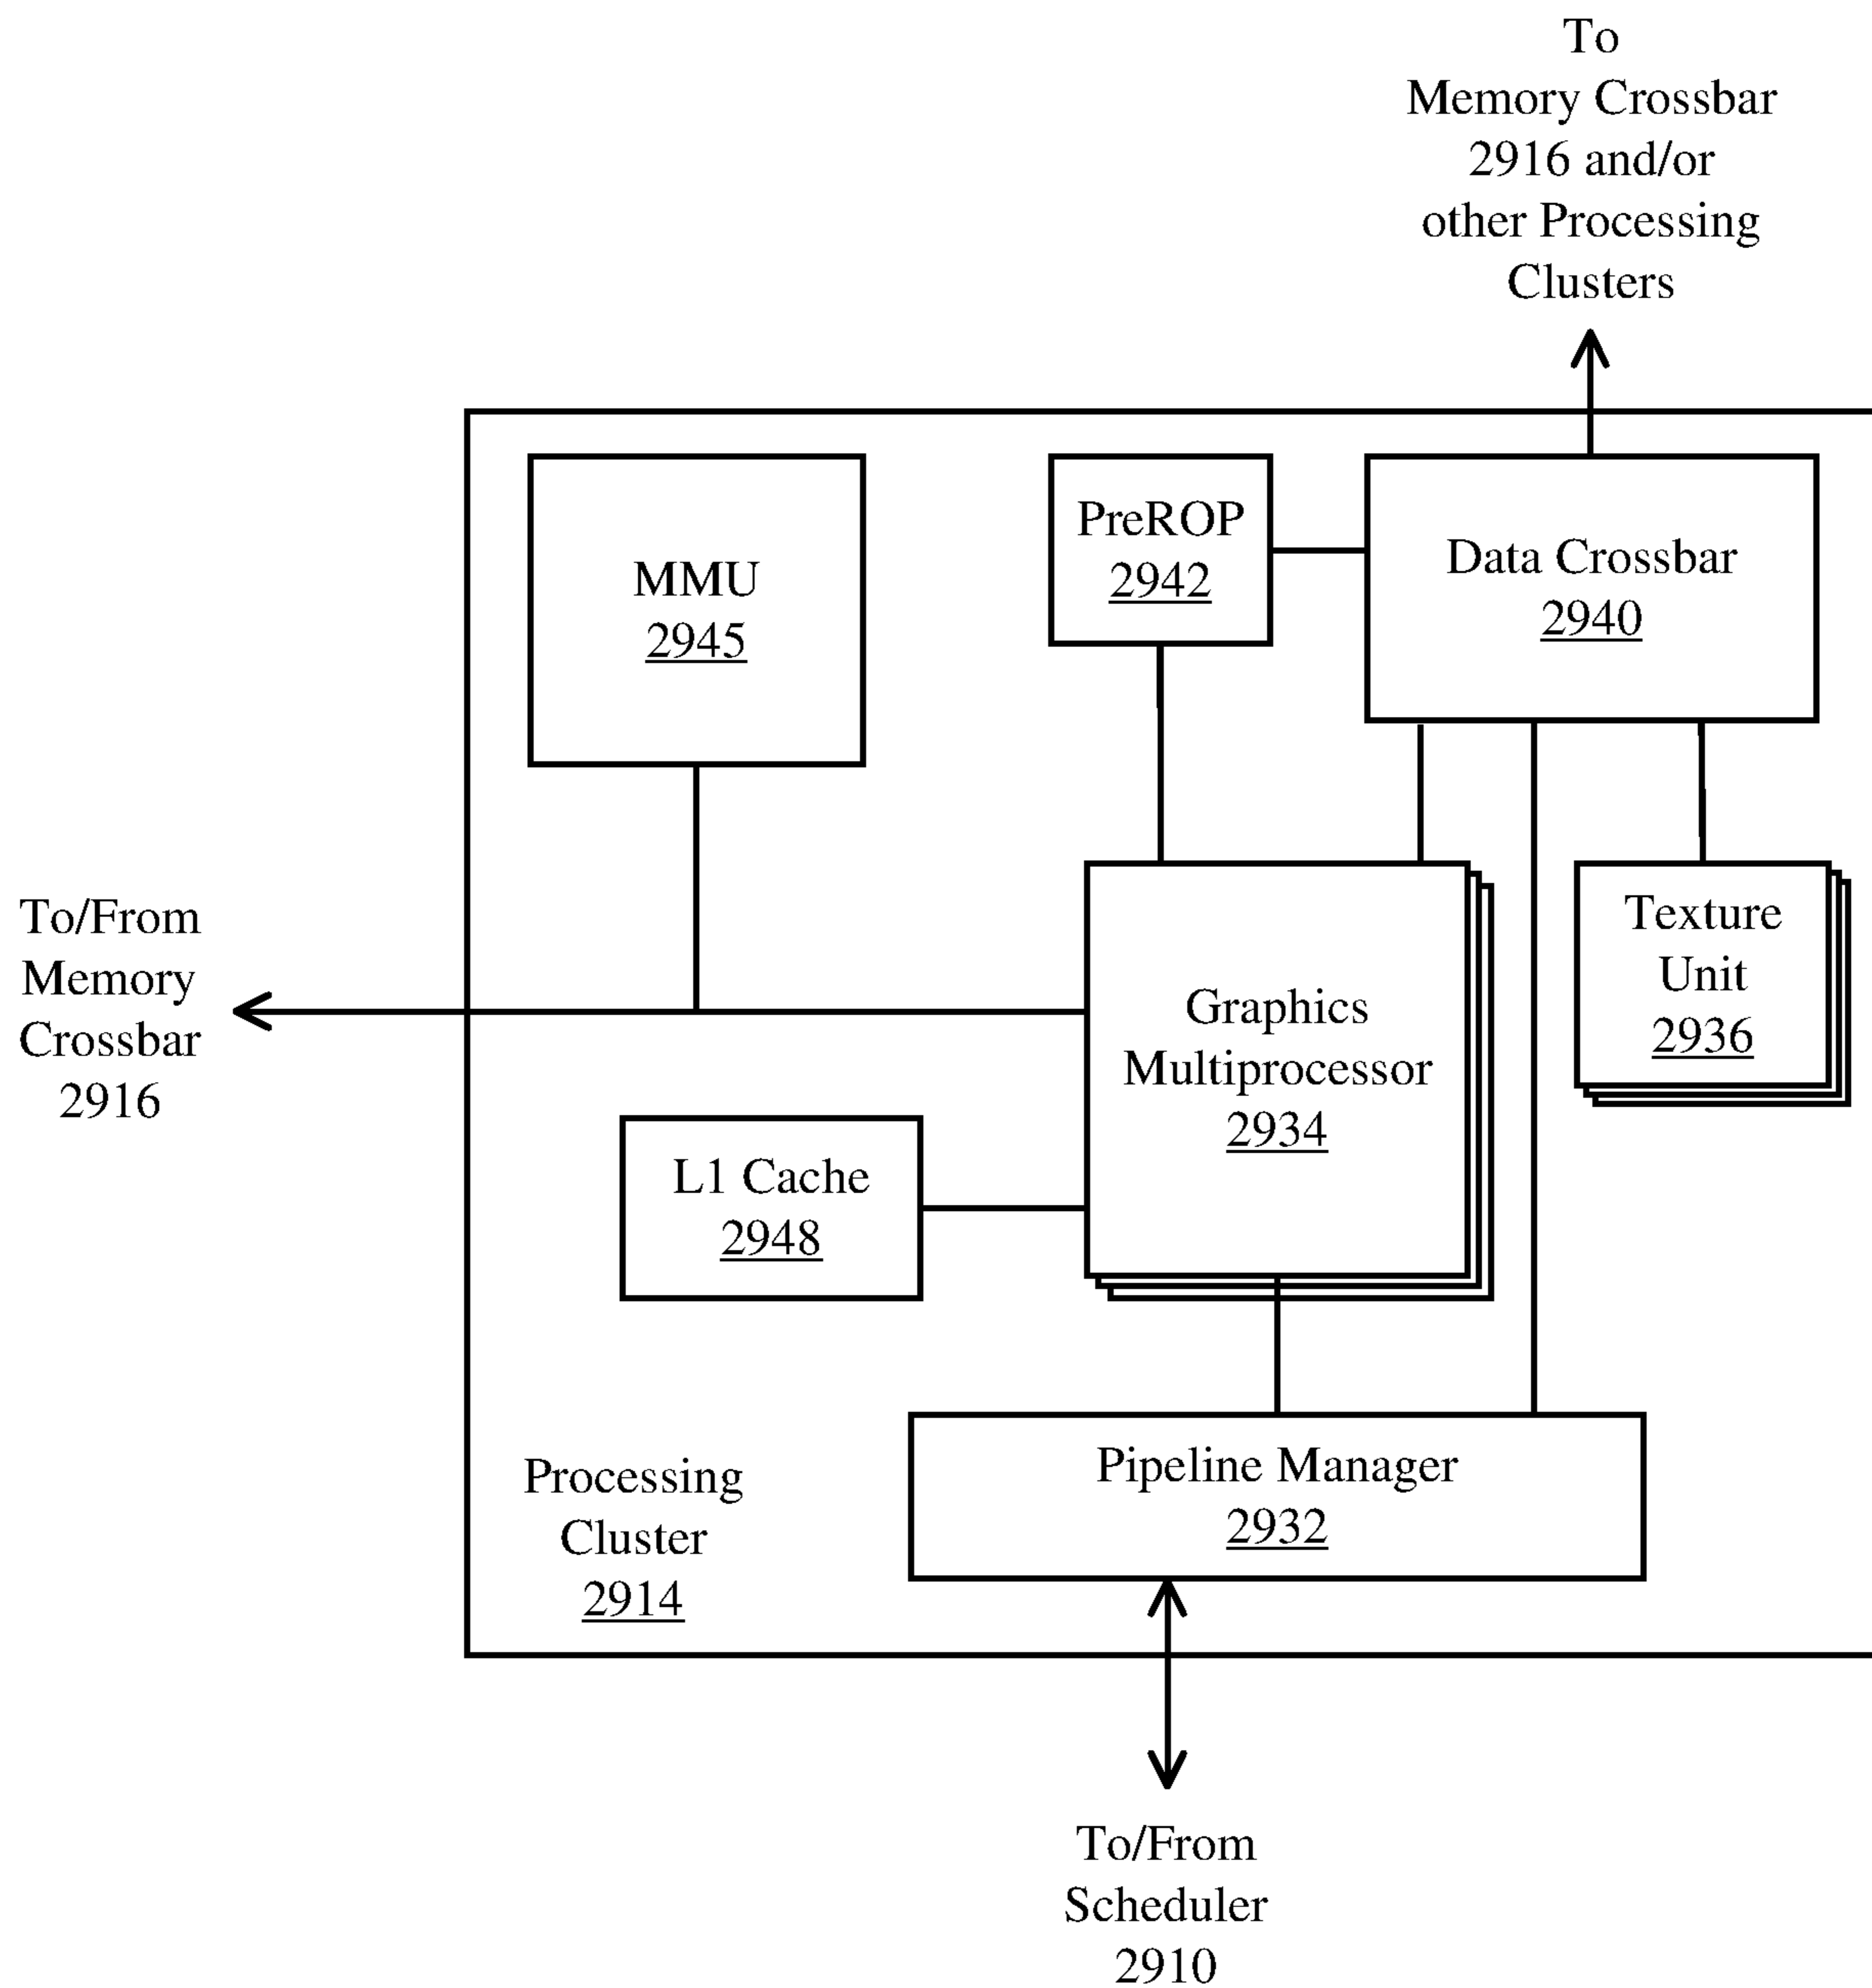 To
Memory Crossbar
2916 and/or
other Processing
Clusters
MMU
2945
PreROP
2942
Data Crossbar
2940
To/From
Memory
Crossbar
2916
Graphics
Multiprocessor
2934
Texture
Unit
2936
L1 Cache
2948
Processing
Cluster
2914
Pipeline Manager
2932
To/From
Scheduler
2910